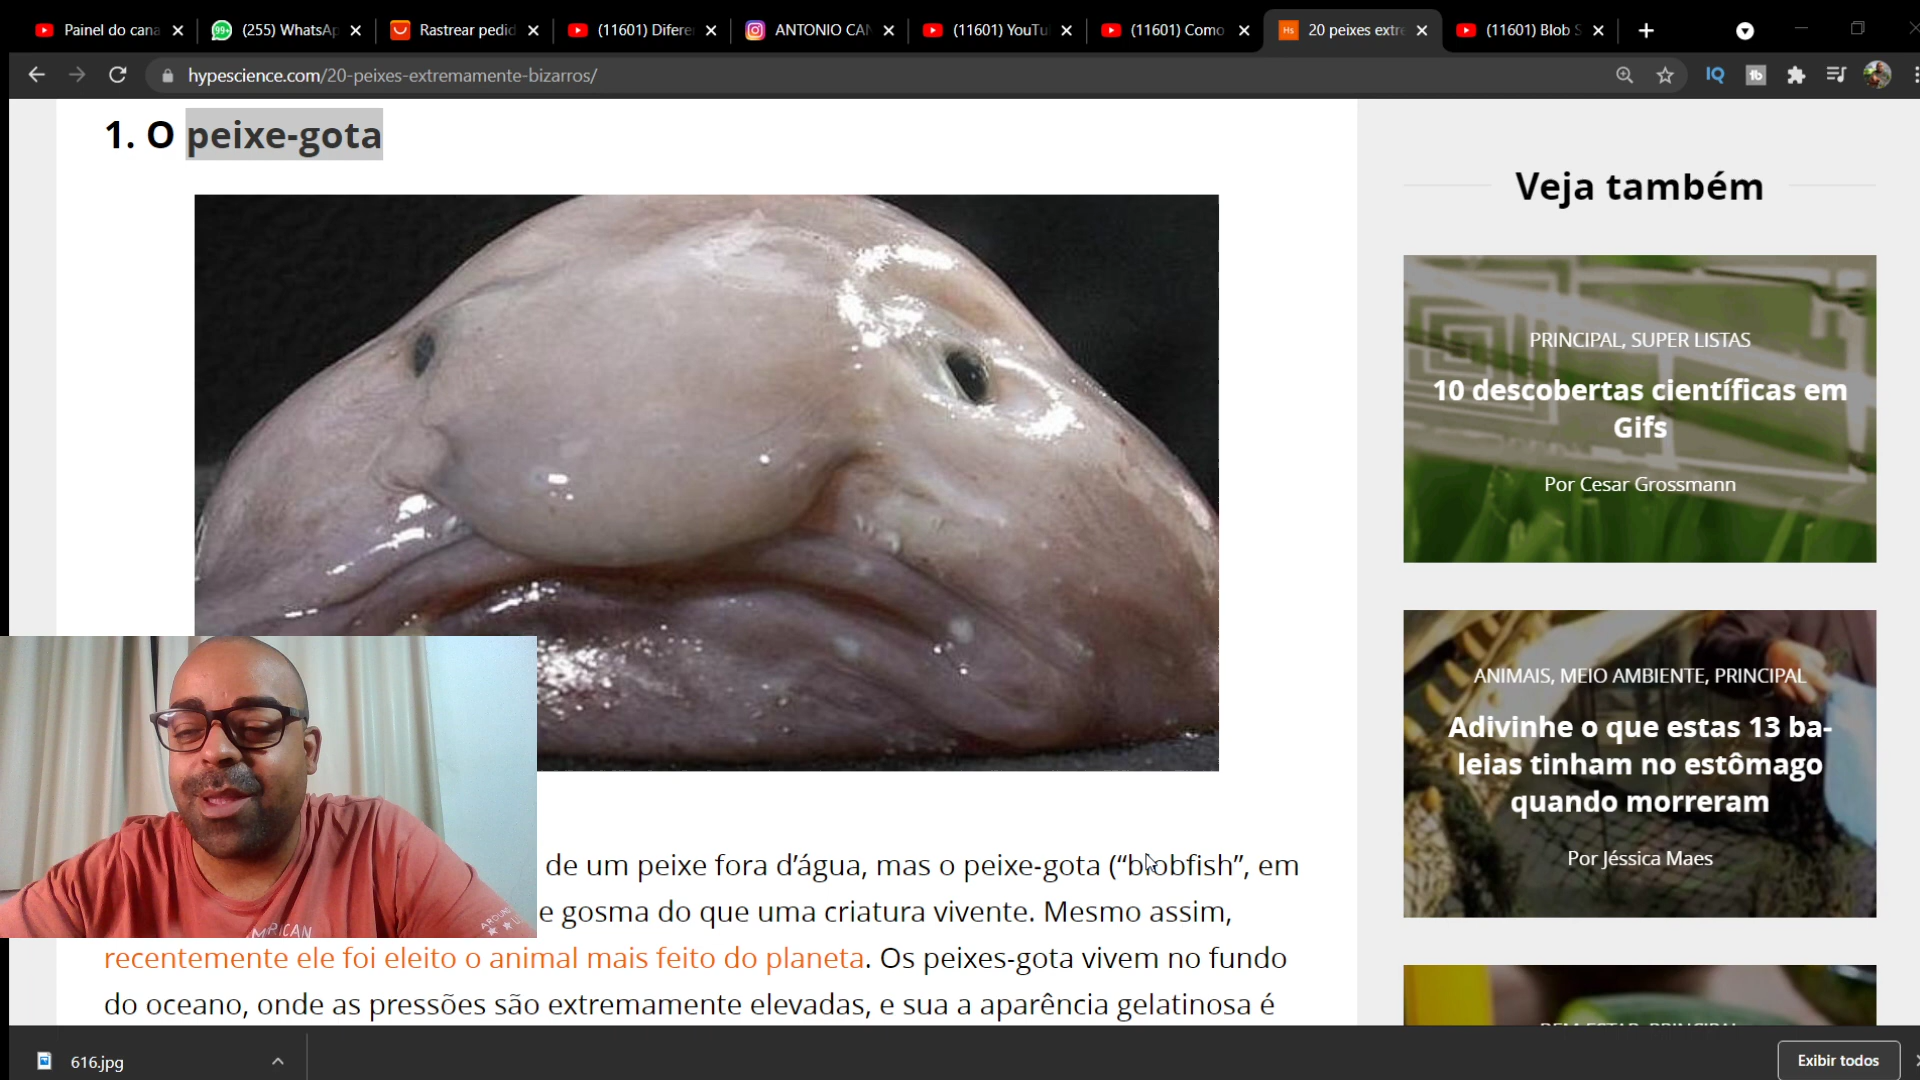 Painel do cana
(255) WhatsAp
Rastrear pedid
(11601) Diferen
ANTONIO CAN
(11601) YouTu
(11601) Como
20 peixes extre
(11601) Blob S
hypescience.com/20-peixes-extremamente-bizarros/
1. O peixe-gota
de um peixe fora d’água, mas o peixe-gota (“blobfish”, em
e gosma do que uma criatura vivente. Mesmo assim,
recentemente ele foi eleito o animal mais feito do planeta. Os peixes-gota vivem no fundo
do oceano, onde as pressões são extremamente elevadas, e sua a aparência gelatinosa é
Veja também
PRINCIPAL, SUPER LISTAS
10 descobertas científicas em
Gifs
Por Cesar Grossmann
ANIMAIS, MEIO AMBIENTE, PRINCIPAL
Adivinhe o que estas 13 ba-
leias tinham no estômago
quando morreram
Por Jéssica Maes
616.jpg
Exibir todos